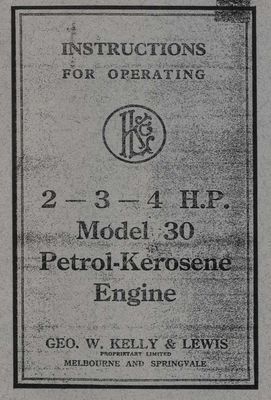 INSTRUCTIONS
FOR OPERATING
2 — 3 — 4 H.P.
Model 30
Petrol-Kerosene
Engine
GEO. W. KELLY & LEWIS
PROPRIETARY LIMITED
MELBOURNE AND SPRINGVALE